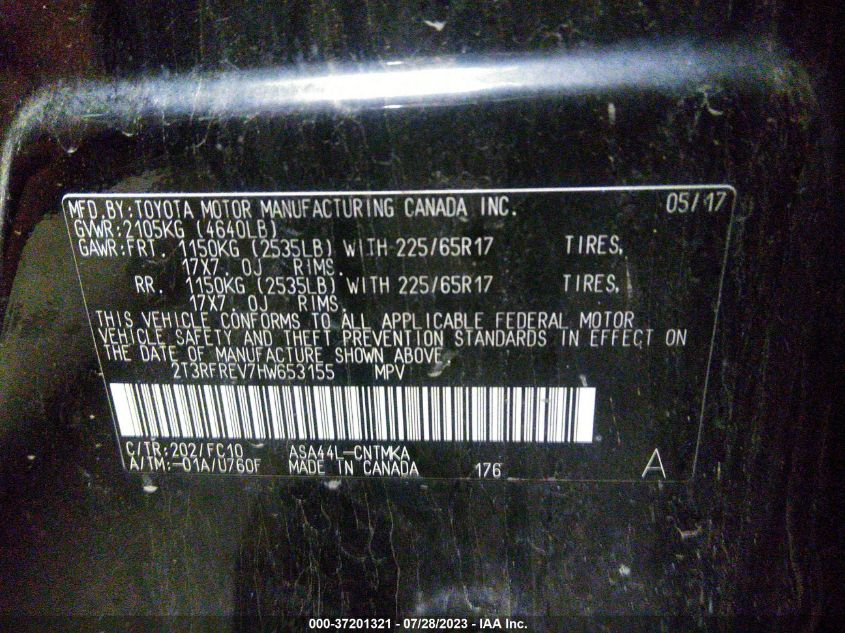 MFD.BY:TOYOTA MOTOR MANUFACTURING CANADA INC. 05/17
GVWR:2105KG (4640LB)
GAWR:FRT. 1150KG (2535LB) WITH 225/65R17 TIRES,
17X7.0J RIMS.
RR. 1150KG (2535LB) WITH 225/65R17 TIRES,
17X7.0J RIMS.
THIS VEHICLE CONFORMS TO ALL APPLICABLE FEDERAL MOTOR
VEHICLE SAFETY AND THEFT PREVENTION STANDARDS IN EFFECT ON
THE DATE OF MANUFACTURE SHOWN ABOVE.
2T3RFREV7HW653155 MPV
C/TR:202/FC10 ASA44L-CNTMKA
A/TM:-01A/U760F MADE IN CANADA 176 A
000-37201321 - 07/28/2023 - IAA Inc.